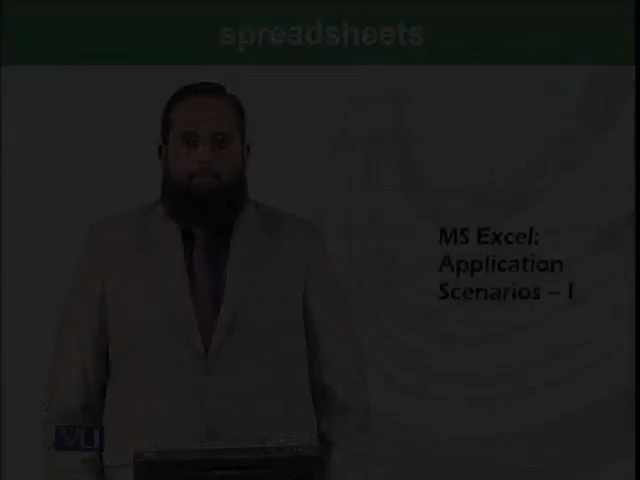 spreadsheets
MS Excel:
Application
Scenarios – I
VU